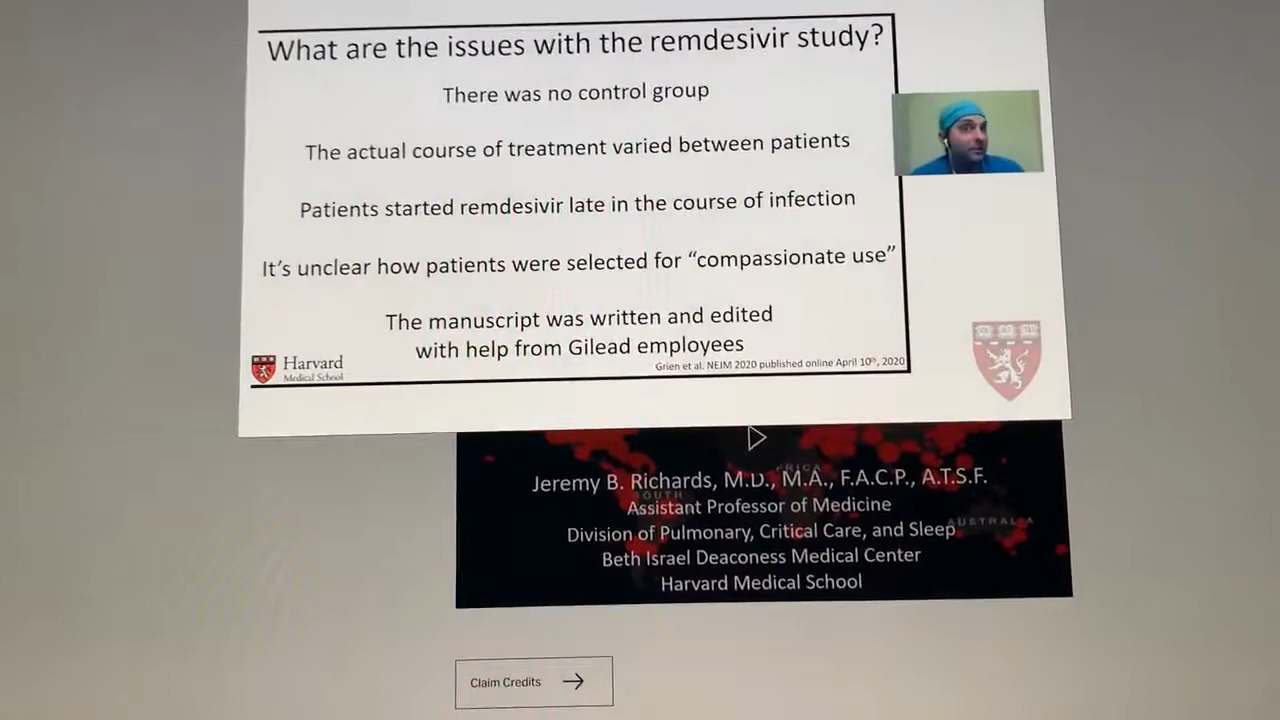 What are the issues with the remdesivir study?
There was no control group
The actual course of treatment varied between patients
Patients started remdesivir late in the course of infection
It's unclear how patients were selected for “compassionate use”
The manuscript was written and edited
with help from Gilead employees
Harvard
Medical School
Grien et al. NEJM 2020 published online April 10th, 2020
Jeremy B. Richards, M.D., M.A., F.A.C.P., A.T.S.F.
Assistant Professor of Medicine
Division of Pulmonary, Critical Care, and Sleep
AUSTRALIA
Beth Israel Deaconess Medical Center
Harvard Medical School
Claim Credits